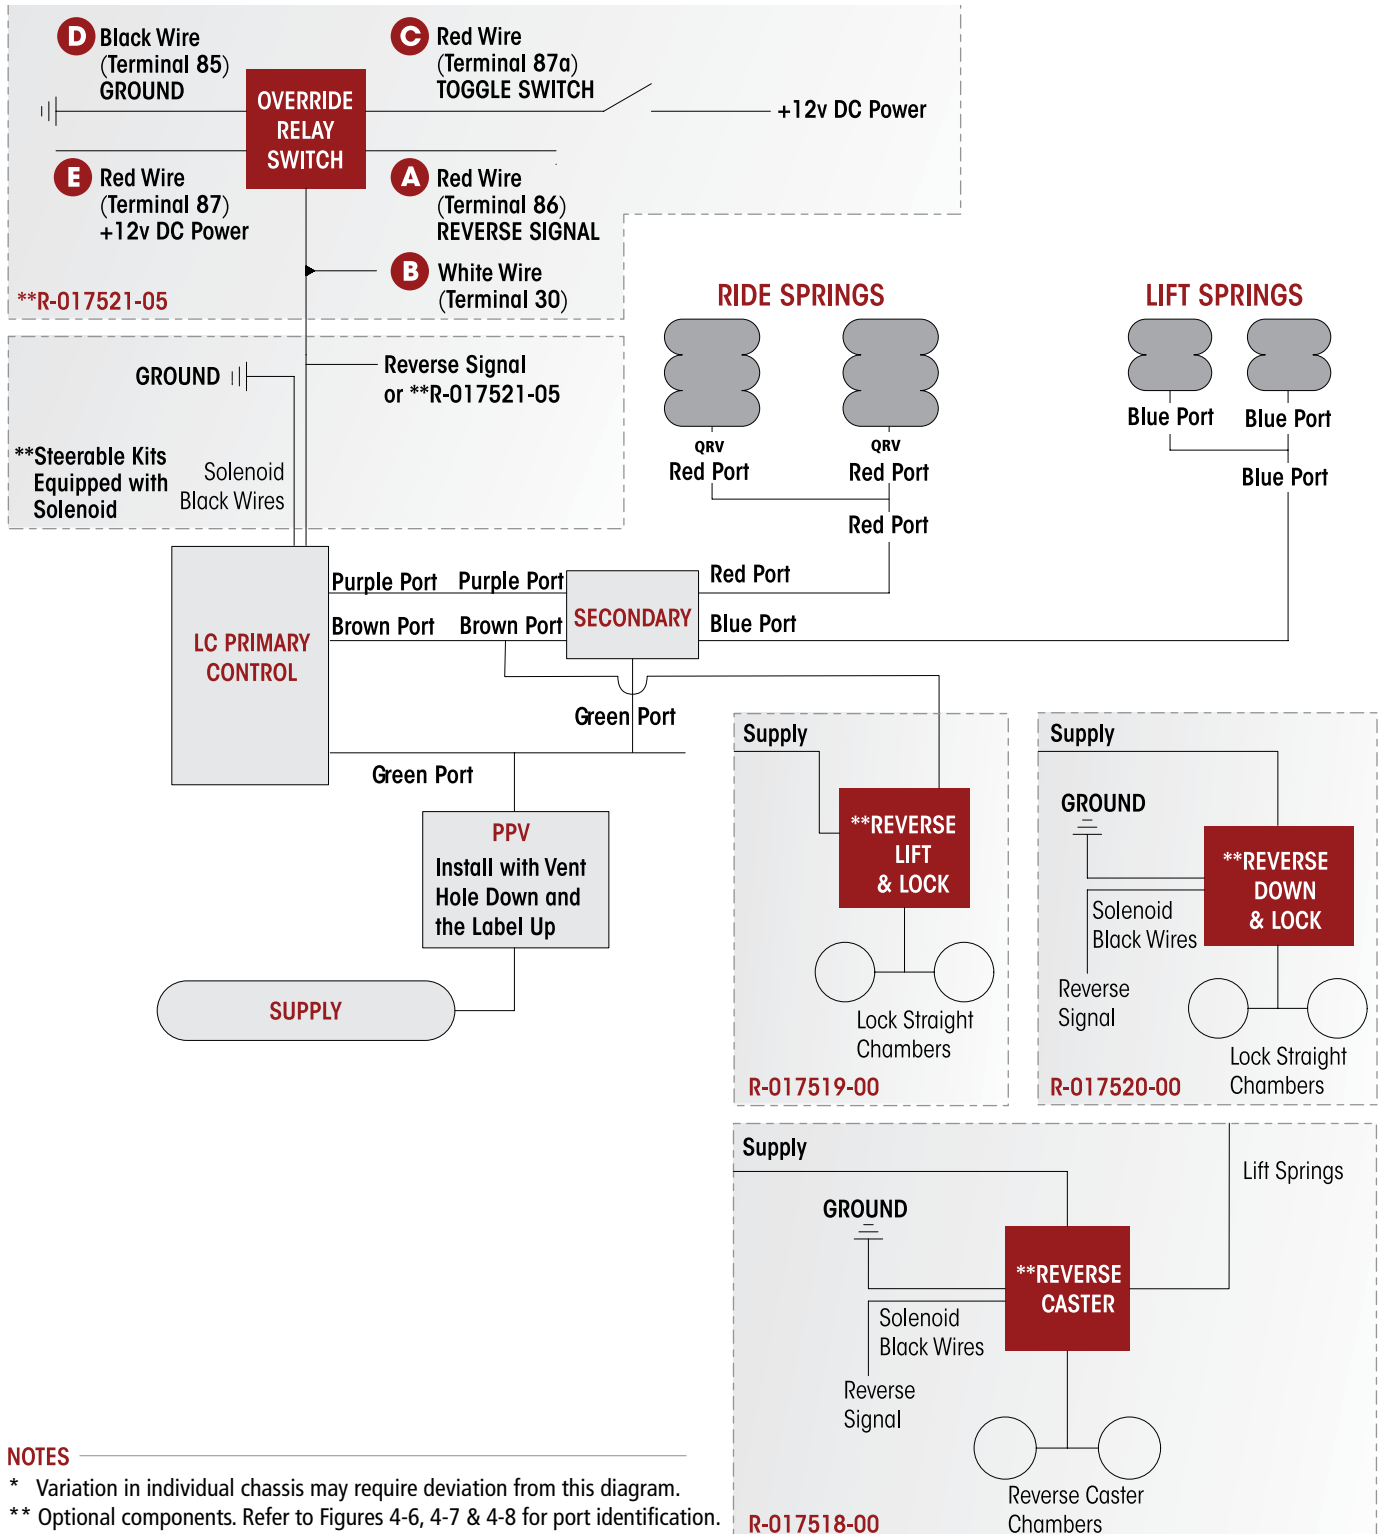 D Black Wire
(Terminal 85)
GROUND
C Red Wire
(Terminal 87a)
TOGGLE SWITCH
OVERRIDE
RELAY
SWITCH
+12v DC Power
E Red Wire
(Terminal 87)
+12v DC Power
A Red Wire
(Terminal 86)
REVERSE SIGNAL
B White Wire
(Terminal 30)
**R-017521-05
GROUND
Reverse Signal
or **R-017521-05
**Steerable Kits
Equipped with
Solenoid
Solenoid
Black Wires
RIDE SPRINGS
LIFT SPRINGS
QRV
Red Port
QRV
Red Port
Red Port
Blue Port
Blue Port
Blue Port
LC PRIMARY
CONTROL
Purple Port
Purple Port
Brown Port
Brown Port
SECONDARY
Red Port
Blue Port
Green Port
Green Port
PPV
Install with Vent
Hole Down and
the Label Up
SUPPLY
Supply
**REVERSE
LIFT
& LOCK
Lock Straight
Chambers
R-017519-00
Supply
GROUND
**REVERSE
DOWN
& LOCK
Solenoid
Black Wires
Reverse
Signal
Lock Straight
Chambers
R-017520-00
Supply
Lift Springs
GROUND
**REVERSE
CASTER
Solenoid
Black Wires
Reverse
Signal
Reverse Caster
Chambers
R-017518-00
NOTES
* Variation in individual chassis may require deviation from this diagram.
** Optional components. Refer to Figures 4-6, 4-7 & 4-8 for port identification.